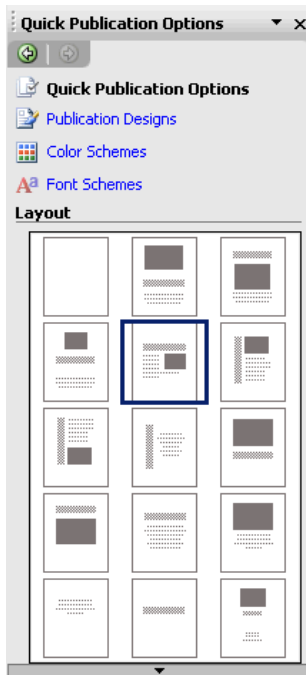 Quick Publication Options
Quick Publication Options
Publication Designs
Color Schemes
Font Schemes
Layout